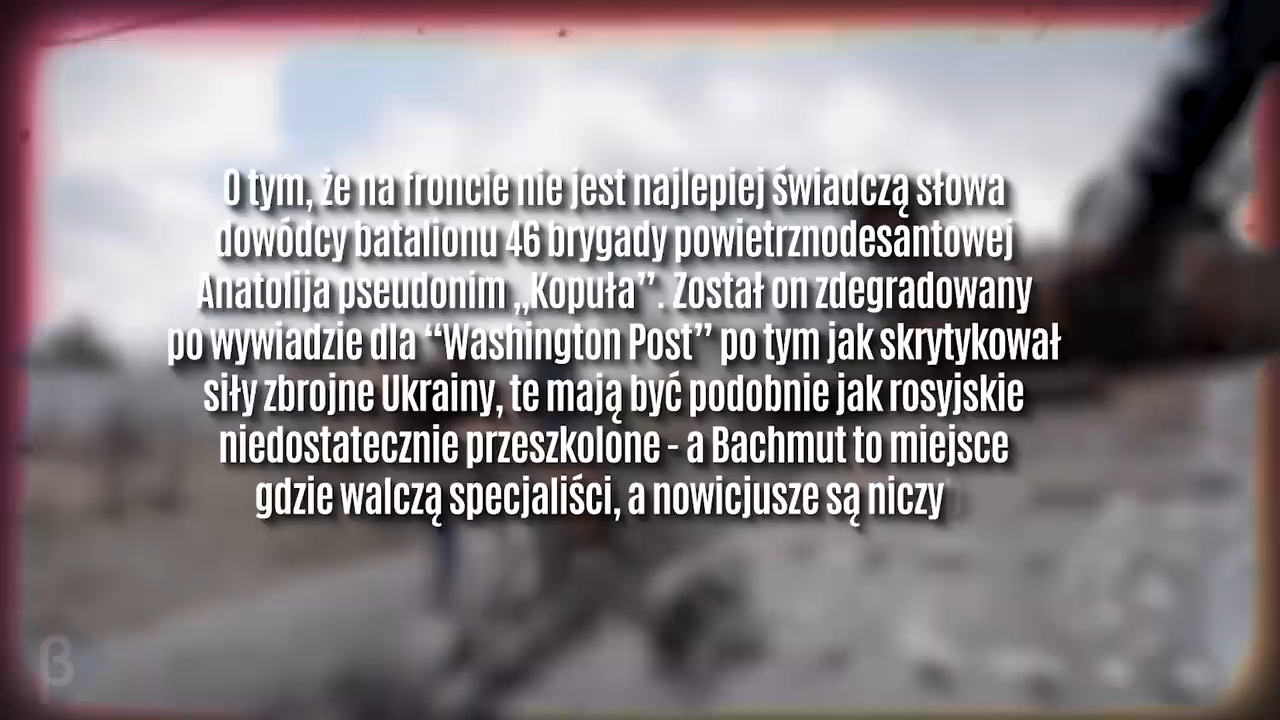 O tym, że na froncie nie jest najlepiej świadczą słowa
dowódcy batalionu 46 brygady powietrznodesantowej
Anatolija pseudonim „Kopuła”. Został on zdegradowany
po wywiadzie dla “Washington Post” po tym jak skrytykował
siły zbrojne Ukrainy, te mają być podobnie jak rosyjskie
niedostatecznie przeszkolone - a Bachmut to miejsce
gdzie walczą specjaliści, a nowicjusze są niczy
β